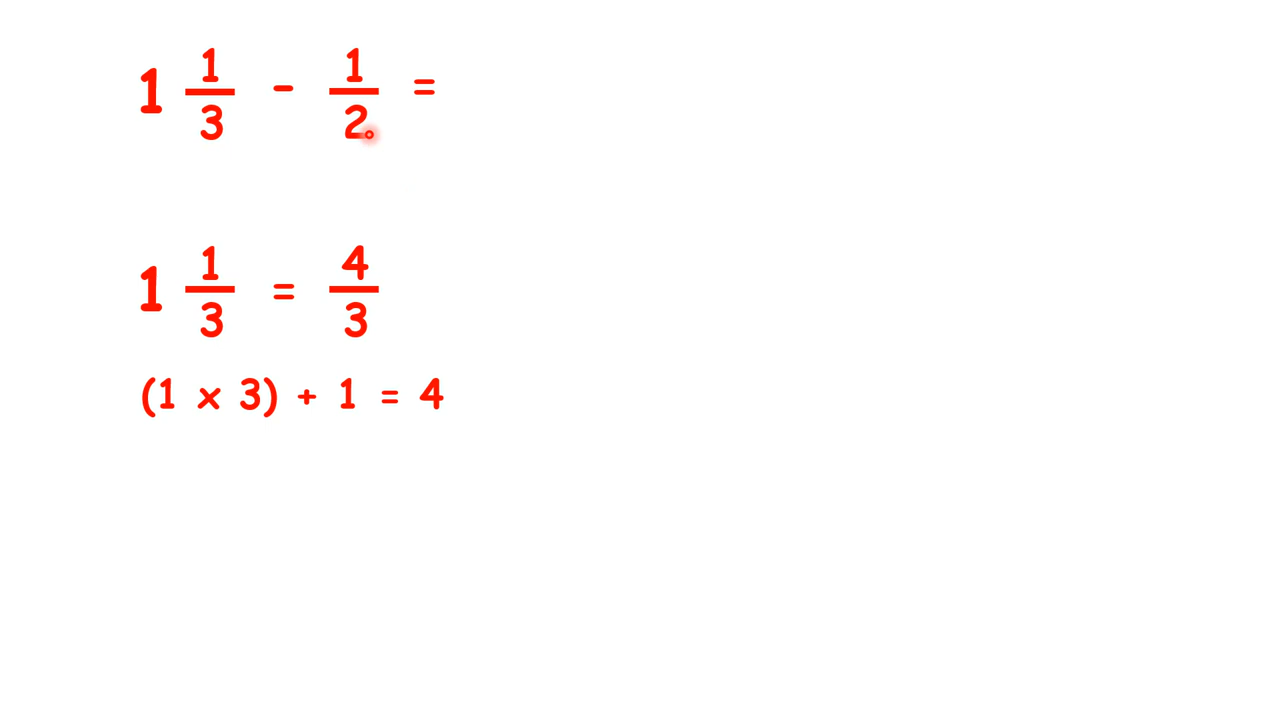 1 1/3 - 1/2 =
1 1/3 = 4/3
(1 x 3) + 1 = 4